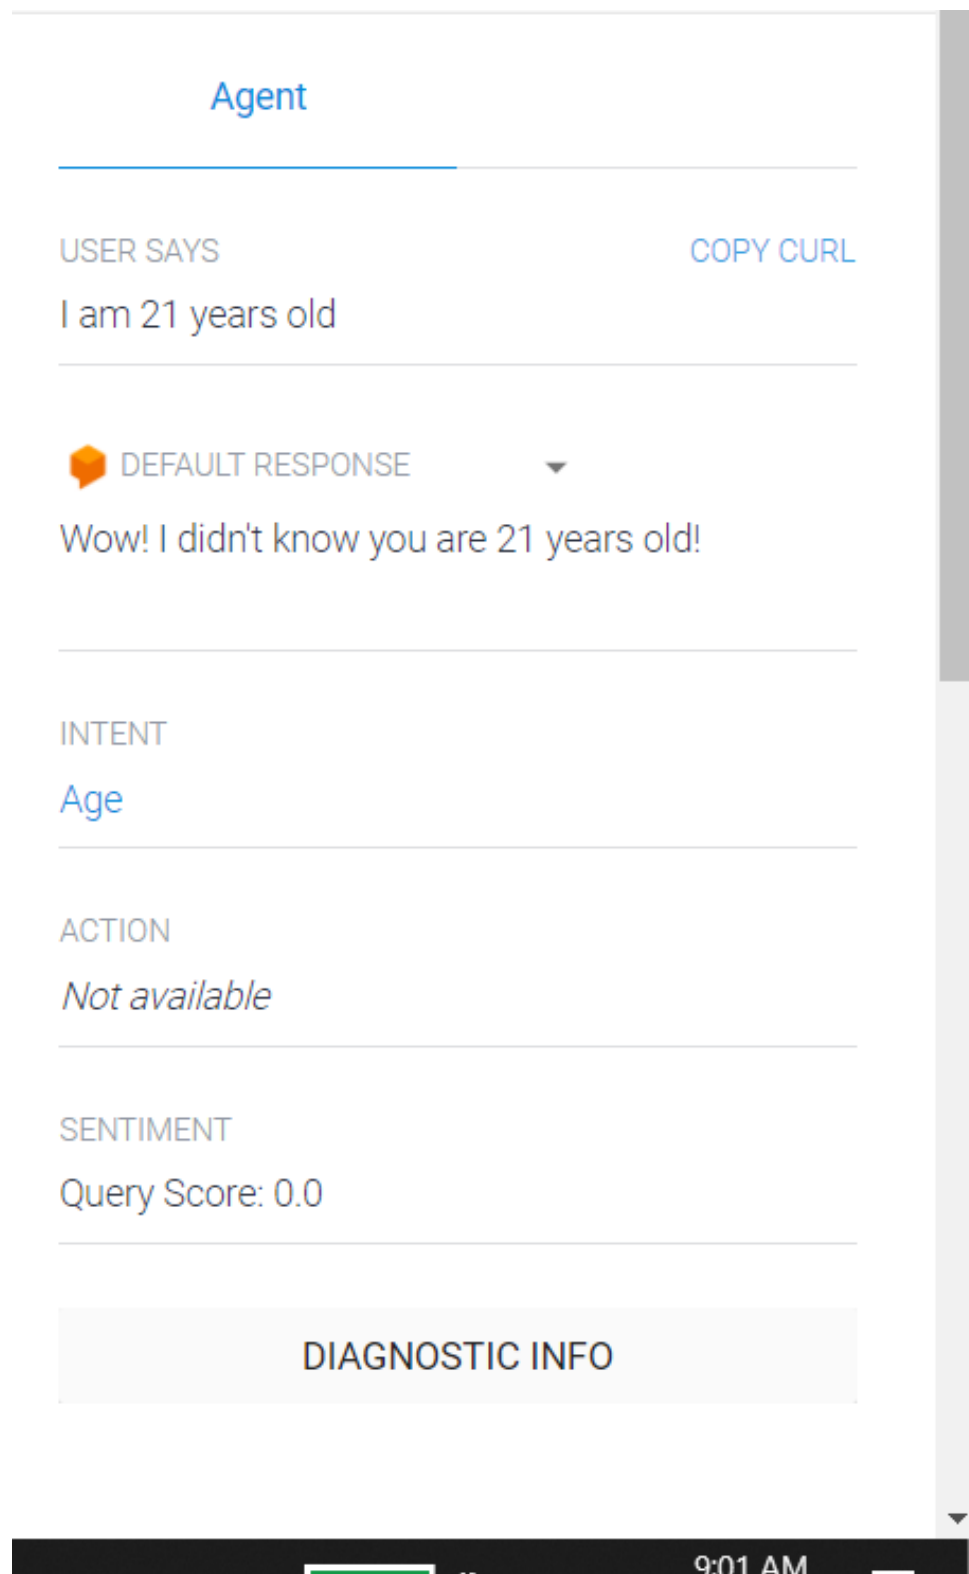 Agent
USER SAYS COPY CURL
I am 21 years old
DEFAULT RESPONSE
Wow! I didn't know you are 21 years old!
INTENT
Age
ACTION
Not available
SENTIMENT
Query Score: 0.0
DIAGNOSTIC INFO
9:01 AM